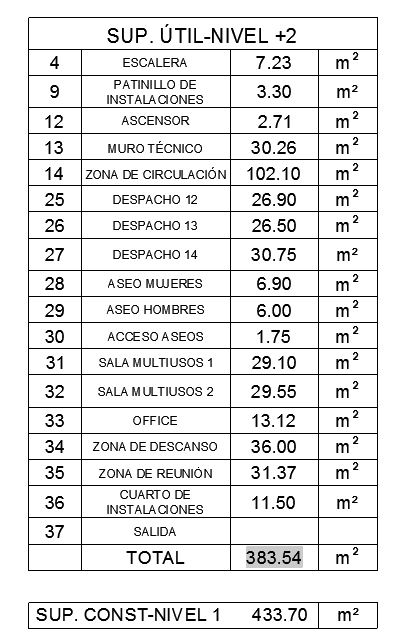 SUP. ÚTIL-NIVEL +2
4 ESCALERA 7.23 m²
9 PATINILLO DE INSTALACIONES 3.30 m²
12 ASCENSOR 2.71 m²
13 MURO TÉCNICO 30.26 m²
14 ZONA DE CIRCULACIÓN 102.10 m²
25 DESPACHO 12 26.90 m²
26 DESPACHO 13 26.50 m²
27 DESPACHO 14 30.75 m²
28 ASEO MUJERES 6.90 m²
29 ASEO HOMBRES 6.00 m²
30 ACCESO ASEOS 1.75 m²
31 SALA MULTIUSOS 1 29.10 m²
32 SALA MULTIUSOS 2 29.55 m²
33 OFFICE 13.12 m²
34 ZONA DE DESCANSO 36.00 m²
35 ZONA DE REUNIÓN 31.37 m²
36 CUARTO DE INSTALACIONES 11.50 m²
37 SALIDA
TOTAL 383.54 m²
SUP. CONST-NIVEL 1 433.70 m²